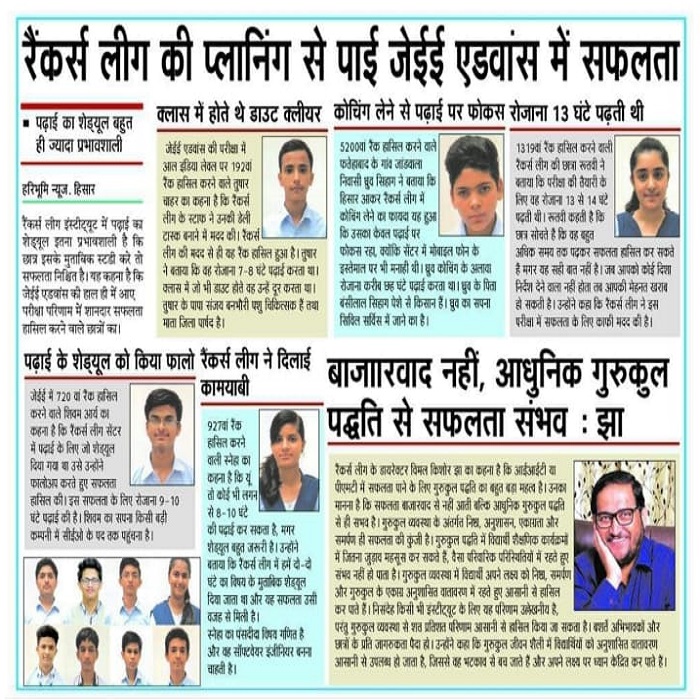 रैंकर्स लीग की प्लानिंग से पाई जेईई एडवांस में सफलता
▪ पढ़ाई का शेड्यूल बहुत
ही ज्यादा प्रभावशाली
हरिभूमि न्यूज. हिसार
रैंकर्स लीग इंस्टीट्यूट में पढ़ाई का
शेड्यूल इतना प्रभावशाली है कि
छात्र इसके मुताबिक स्टडी करे तो
सफलता निश्चित है। यह कहना है कि
जेईई एडवांस की हाल ही में आए
परीक्षा परिणाम में शानदार सफलता
हासिल करने वाले छात्रों का।
क्लास में होते थे डाउट क्लीयर
जेईई एडवांस की परीक्षा में
आल इंडिया लेवल पर 192वां
रैंक हासिल करने वाले तुषार
चाहर का कहना है कि रैंकर्स
लीग के स्टाफ ने उनकी डेली
टास्क बनाने में मदद की। रैंकर्स
लीग की मदद से ही यह रैंक हासिल हुआ है। तुषार
ने बताया कि वह रोजाना 7-8 घंटे पढ़ाई करता था।
क्लास में जो भी डाउट होते वह उन्हें दूर करता था।
तुषार के पापा संजय बनभौरी पशु चिकित्सक हैं तथा
माता जिला पार्षद है।
कोचिंग लेने से पढ़ाई पर फोकस
5200वां रैंक हासिल करने वाले
फतेहाबाद के गांव जांडवाला
निवासी ध्रुव सिहाग ने बताया कि
हिसार आकर रैंकर्स लीग में
कोचिंग लेने का फायदा यह हुआ
कि उसका केवल पढ़ाई पर
फोकस रहा, क्योंकि सेंटर में मोबाइल फोन के
इस्तेमाल पर भी मनाही थी। ध्रुव कोचिंग के अलावा
रोजाना करीब छह घंटे पढ़ाई करता था। ध्रुव के पिता
बंसीलाल सिहाग पेशे से किसान हैं। ध्रुव का सपना
सिविल सर्विस में जाने का है।
रोजाना 13 घंटे पढ़ती थी
1319वां रैंक हासिल करने वाली
रैंकर्स लीग की छात्रा रूतवी ने
बताया कि परीक्षा की तैयारी के
लिए वह रोजाना 13 से 14 घंटे
पढ़ती थी। रूतवी कहती है कि
छात्र सोचते है कि वह बहुत
अधिक समय तक पढ़कर सफलता हासिल कर सकते
है मगर यह सही बात नहीं है। जब आपको कोई दिशा
निर्देश देने वाला नहीं होता तब आपकी मेहनत खराब
हो सकती है। उन्होंने कहा कि रैंकर्स लीग ने इस
परीक्षा में सफलता के लिए काफी मदद की है।
पढ़ाई के शेड्यूल को किया फालो
जेईई में 720 वां रैंक हासिल
करने वाले शिवम आर्य का
कहना है कि रैंकर्स लीग सेंटर
में पढ़ाई के लिए जो शेड्यूल
दिया गया था उसे उन्होंने
फालोअप करते हुए सफलता
हासिल की। इस सफलता के लिए रोजाना 9-10
घंटे पढ़ाई की है। शिवम का सपना किसी बड़ी
कम्पनी में सीईओ के पद तक पहुंचना है।
रैंकर्स लीग ने दिलाई
कामयाबी
927वां रैंक
हासिल करने
वाली स्नेहा का
कहना है कि यूं
तो कोई भी लगन
से 8-10 घंटे
की पढ़ाई कर सकता है, मगर
शेड्यूल बहुत जरूरी है। उन्होंने
बताया कि रैंकर्स लीग में हमें दो-दो
घंटे का विषय के मुताबिक शेड्यूल
दिया जाता था और यह सफलता उसी
वजह से मिली है।
स्नेहा का पंसदीदा विषय गणित है
और वह सॉफ्टवेयर इंजीनियर बनना
चाहती है।
बाजाारवाद नहीं, आधुनिक गुरुकुल
पद्धति से सफलता संभव : झा
रैंकर्स लीग के डायरेक्टर विमल किशोर झा का कहना है कि आईआईटी या
पीएमटी में सफलता पाने के लिए गुरुकुल पद्धति का बहुत बड़ा महत्व है। उनका
मानना है कि सफलता बाजारवाद से नहीं आती बल्कि आधुनिक गुरुकुल पद्धति
से ही संभव है। गुरुकुल व्यवस्था के अंतर्गत निष्ठा, अनुशासन, एकाग्रता और
समर्पण ही सफलता की कुंजी है। गुरुकुल पद्धति में विद्यार्थी शैक्षणिक कार्यक्रमों
में जितना जुड़ाव महसूस कर सकते हैं, वैसा परिवारिक परिस्थितियों में रहते हुए
संभव नहीं हो पाता है। गुरुकुल व्यवस्था में विद्यार्थी अपने लक्ष्य को निष्ठा, समर्पण
और गुरुकुल के एकाग्र अनुशासित वातावरण में रहते हुए आसानी से हासिल
कर पाते हैं। निसंदेह किसी भी इंस्टीट्यूट के लिए यह परिणाम उल्लेखनीय है,
परंतु गुरुकुल व्यवस्था से शत प्रतिशत परिणाम आसानी से हासिल किया जा सकता है। बशर्ते अभिभावकों और
छात्रों के प्रति जागरुकता पैदा हो। उन्होंने कहा कि गुरुकुल जीवन शैली में विद्यार्थियों को अनुशासित वातावरण
आसानी से उपलब्ध हो जाता है, जिससे वह भटकाव से बच जाते हैं और अपने लक्ष्य पर ध्यान केंद्रित कर पाते हैं।